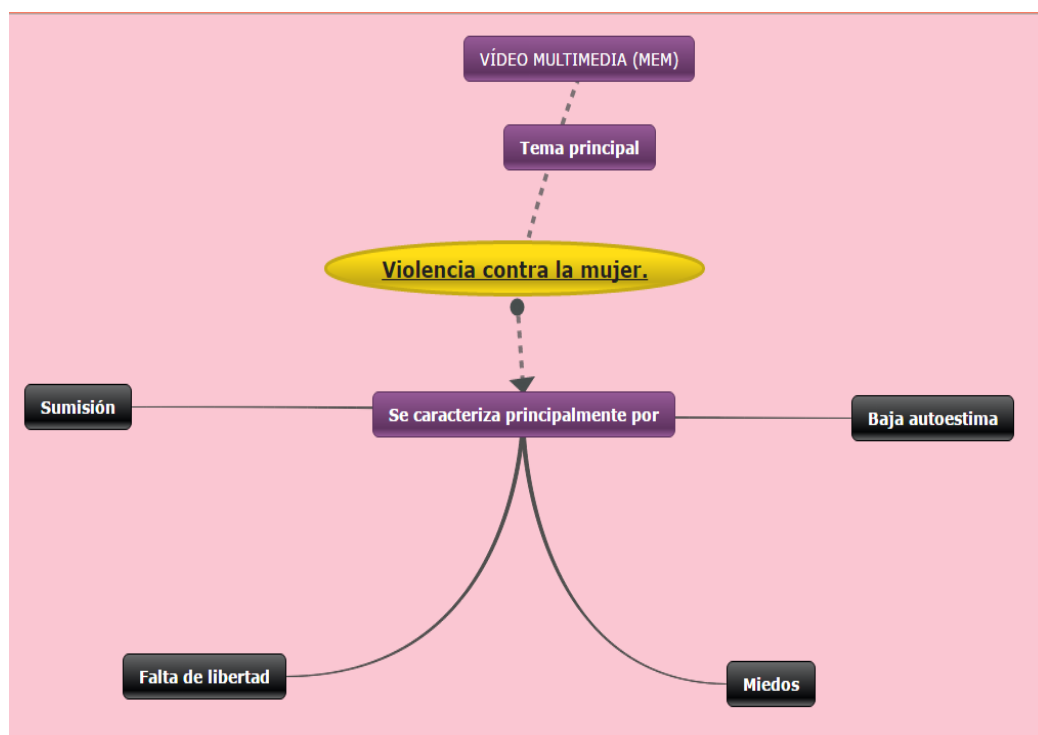 VÍDEO MULTIMEDIA (MEM)
Tema principal
Violencia contra la mujer.
Sumisión
Se caracteriza principalmente por
Baja autoestima
Falta de libertad
Miedos